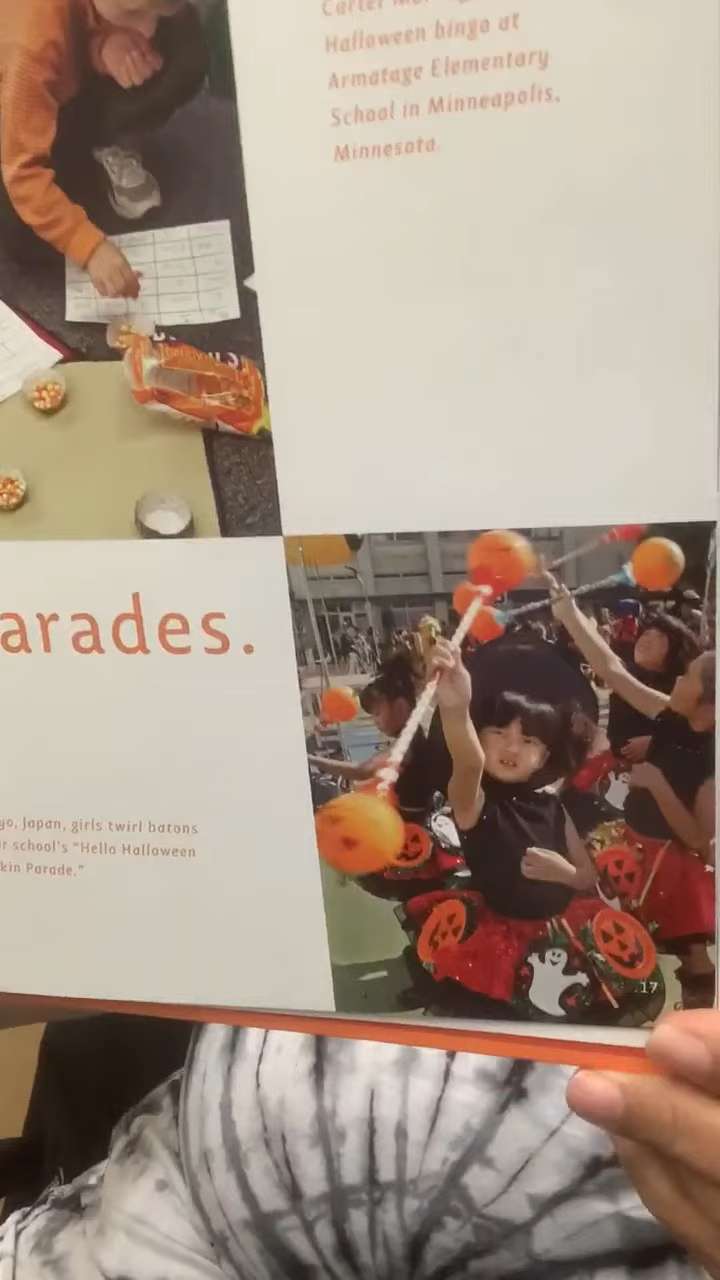 Carter
Halloween bingo at
Armatage Elementary
School in Minneapolis,
Minnesota.
arades.
yo, Japan, girls twirl batons
r school's "Hello Halloween
kin Parade."
17